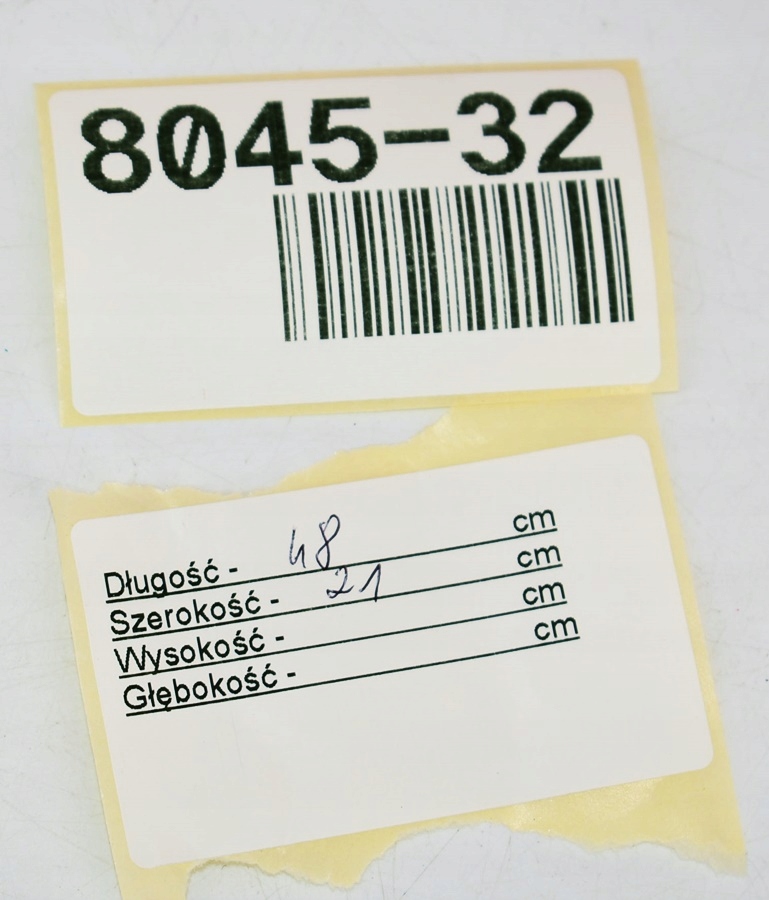 8045-32
Długość - 48 cm
Szerokość - 21 cm
Wysokość - cm
Głębokość - cm